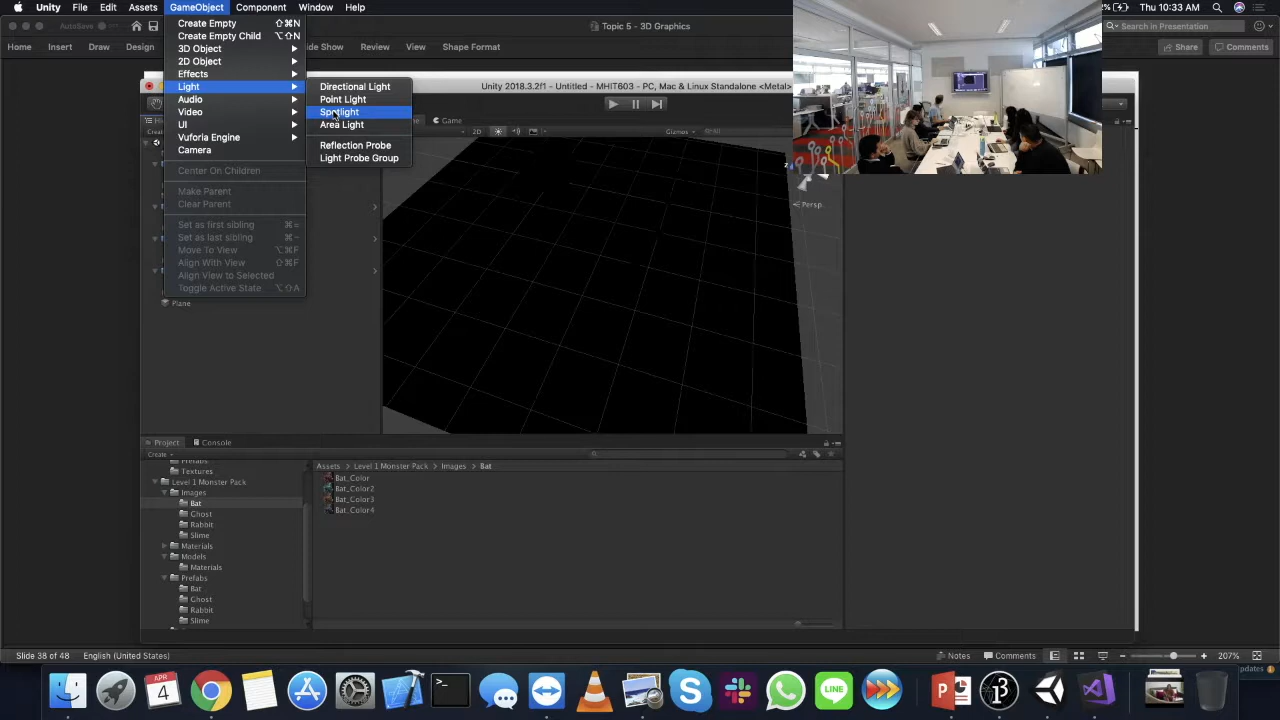 Unity File Edit Assets GameObject Component Window Help
% Thu 10:33 AM
AutoSave
Topic 5 - 3D Graphics
Search in Presentation
Home Insert Draw Design
de Show Review View Shape Format
Share Comments
Create Empty ⇧⌘N
Create Empty Child ⌥⇧N
3D Object
2D Object
Effects
Light
Audio
Video
UI
Vuforia Engine
Camera
Center On Children
Make Parent
Clear Parent
Set as first sibling ⌘=
Set as last sibling ⌘-
Move To View ⌥⌘F
Align With View ⇧⌘F
Align View to Selected
Toggle Active State ⌥⇧A
Directional Light
Point Light
Spotlight
Area Light
Reflection Probe
Light Probe Group
Unity 2018.3.2f1 - Untitled - MHIT603 - PC, Mac & Linux Standalone <Metal>
Game
2D
Gizmos
All
z
Persp
Plane
Project Console
Create
Textures
Level 1 Monster Pack
Images
Bat
Ghost
Rabbit
Slime
Materials
Models
Materials
Prefabs
Bat
Ghost
Rabbit
Slime
Assets > Level 1 Monster Pack > Images > Bat
Bat_Color
Bat_Color2
Bat_Color3
Bat_Color4
Slide 38 of 48 English (United States)
Notes Comments 207%
updates
APR
4
LINE